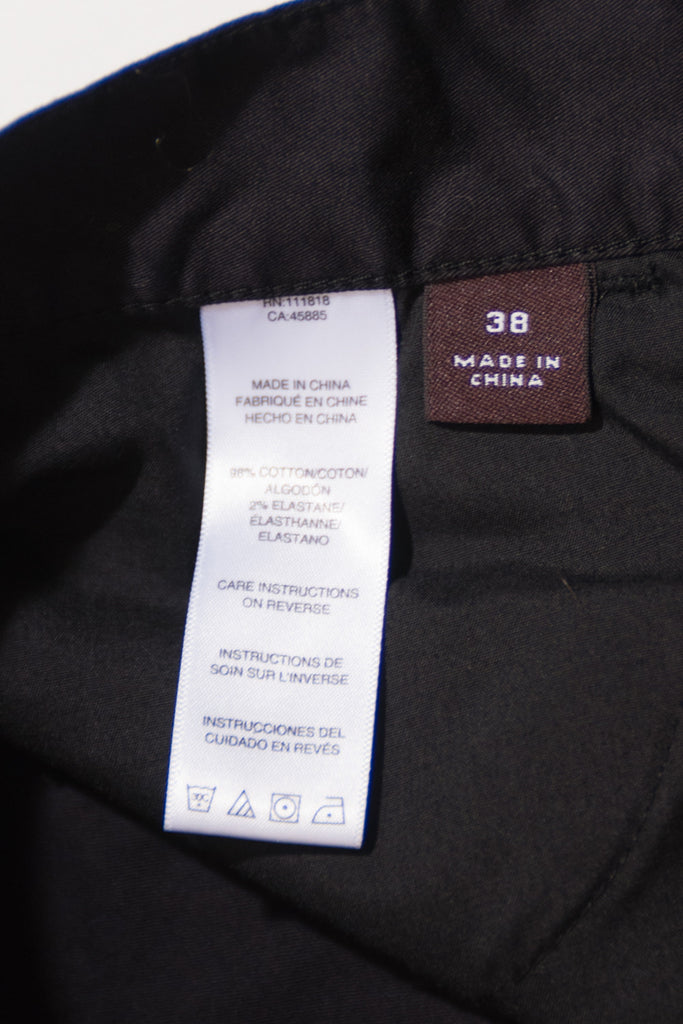 RN:111818
CA:45885
MADE IN CHINA
FABRIQUÉ EN CHINE
HECHO EN CHINA
98% COTTON/COTON/
ALGODÓN
2% ELASTANE/
ÉLASTHANNE/
ELASTANO
CARE INSTRUCTIONS
ON REVERSE
INSTRUCTIONS DE
SOIN SUR L'INVERSE
INSTRUCCIONES DEL
CUIDADO EN REVÉS
30C
38
MADE IN
CHINA